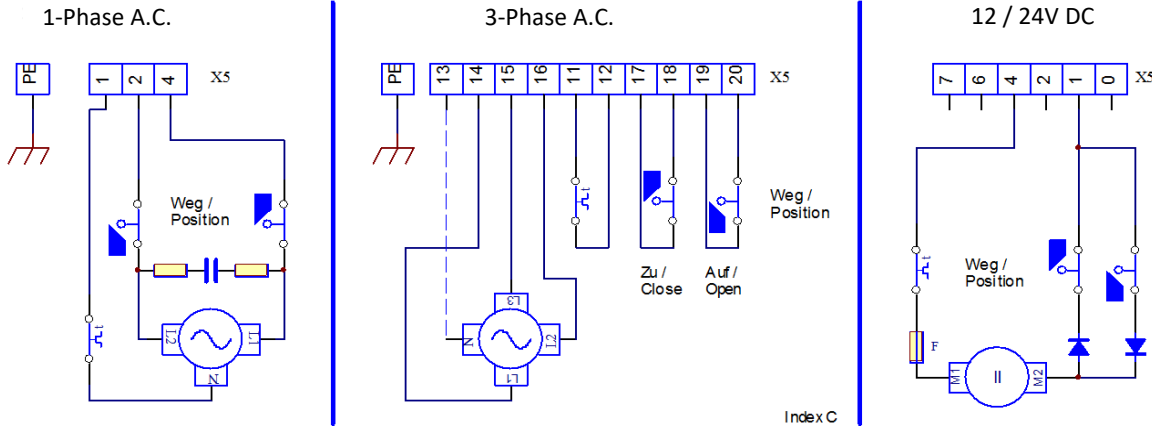 1-Phase A.C.
PE
1 2 4 X5
Weg /
Position
t
L2
L1
N
3-Phase A.C.
PE
13 14 15 16 11 12 17 18 19 20 X5
t
Weg /
Position
Zu /
Close
Auf /
Open
L3
N
L2
L1
Index C
12 / 24V DC
7 6 4 2 1 0 X5
t
Weg /
Position
F
M1
II
M2